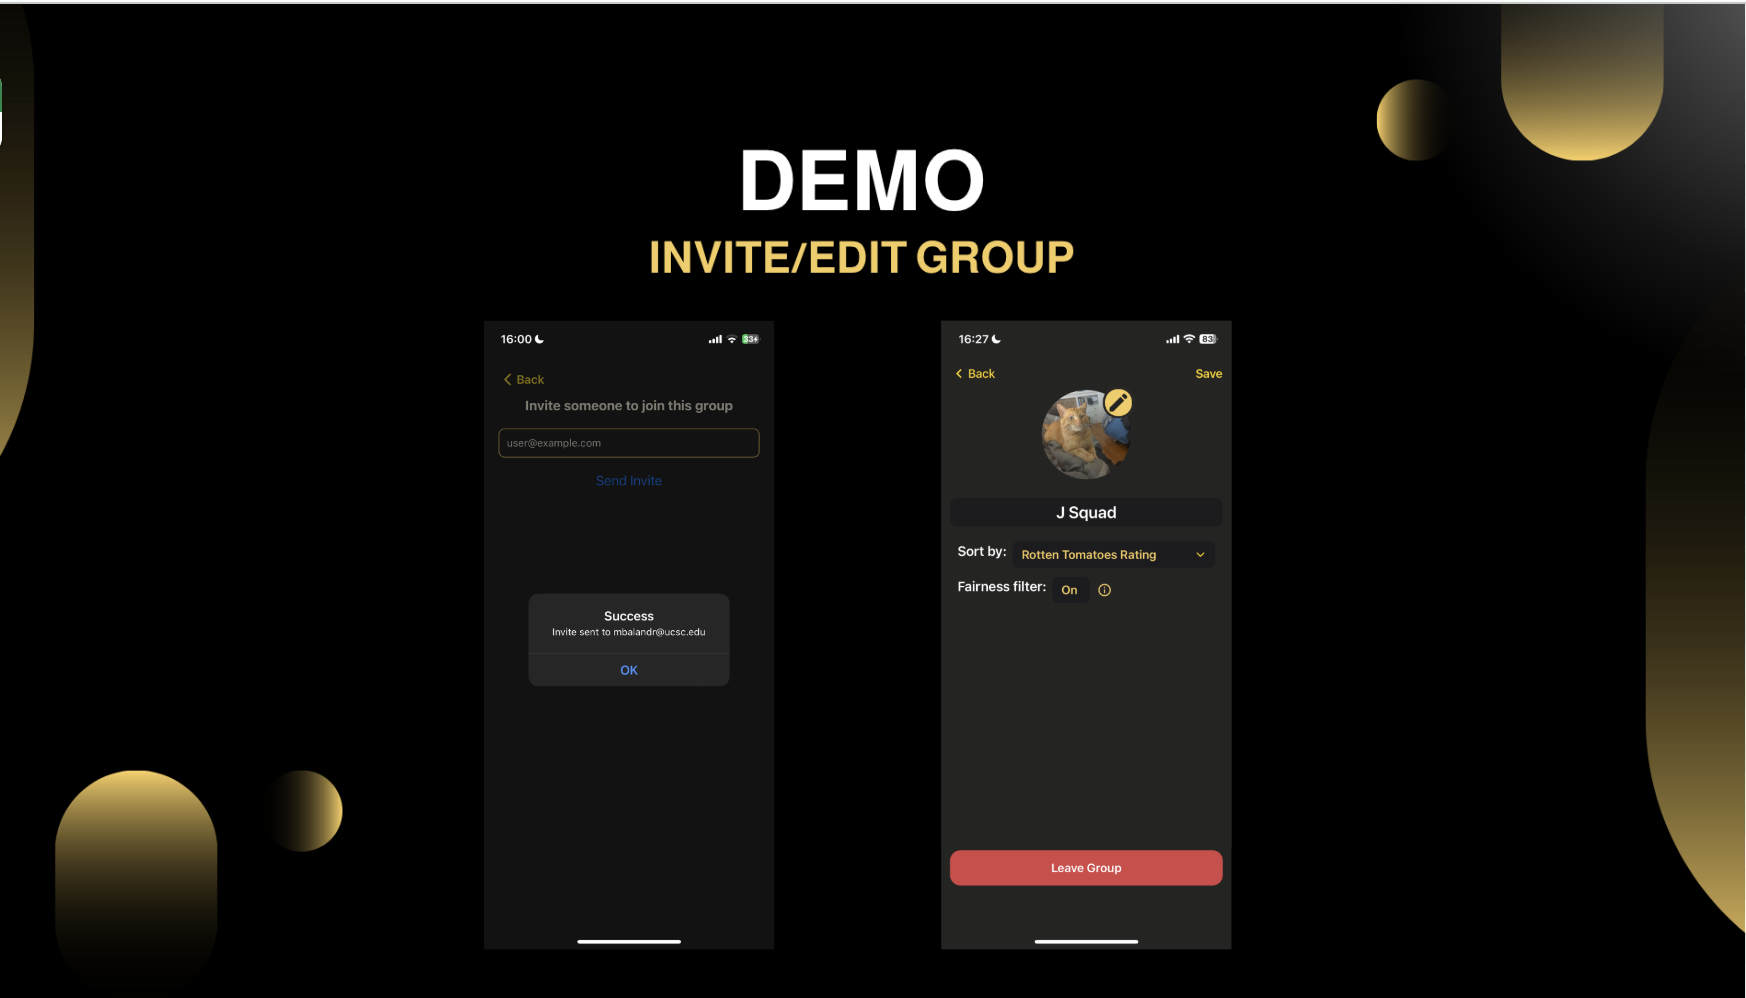 DEMO
INVITE/EDIT GROUP
16:00
33
Back
Invite someone to join this group
user@example.com
Send Invite
Success
Invite sent to mbalandr@ucsc.edu
OK
16:27
83
Back
Save
J Squad
Sort by: Rotten Tomatoes Rating
Fairness filter: On
Leave Group